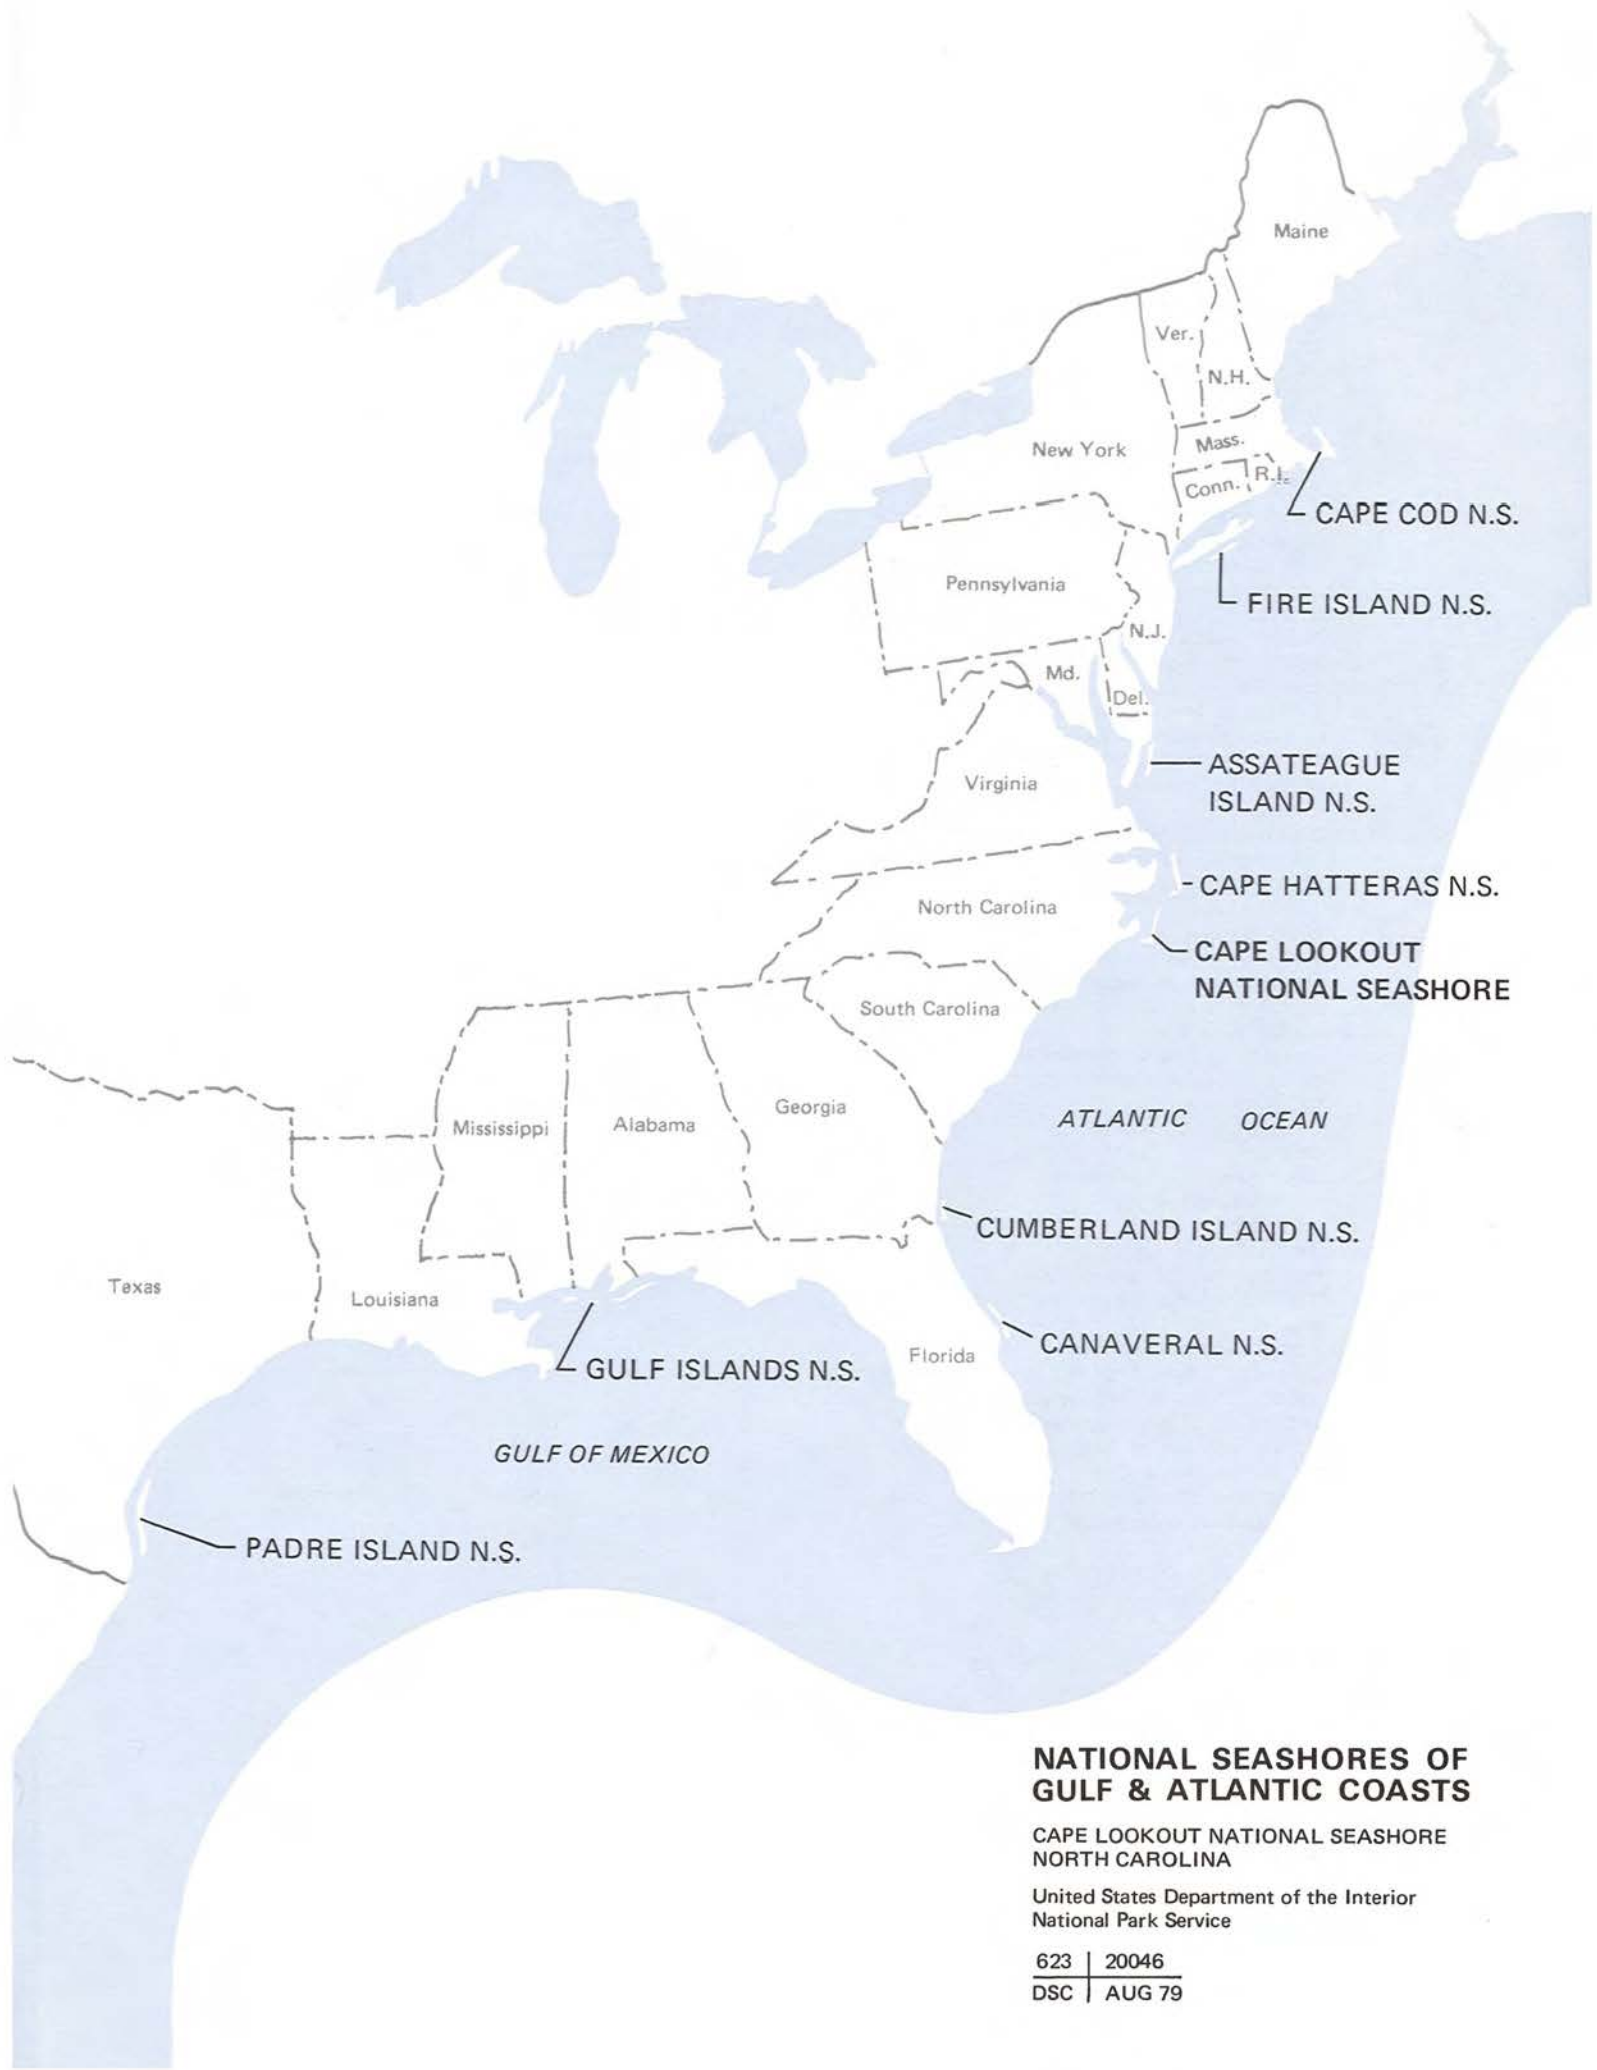 Maine
Ver.
N.H.
New York
Mass.
Conn.
R.I.
CAPE COD N.S.
Pennsylvania
FIRE ISLAND N.S.
N.J.
Md.
Del.
ASSATEAGUE
ISLAND N.S.
Virginia
CAPE HATTERAS N.S.
North Carolina
CAPE LOOKOUT
NATIONAL SEASHORE
South Carolina
Mississippi
Alabama
Georgia
ATLANTIC OCEAN
CUMBERLAND ISLAND N.S.
Texas
Louisiana
CANAVERAL N.S.
Florida
GULF ISLANDS N.S.
GULF OF MEXICO
PADRE ISLAND N.S.
NATIONAL SEASHORES OF
GULF & ATLANTIC COASTS
CAPE LOOKOUT NATIONAL SEASHORE
NORTH CAROLINA
United States Department of the Interior
National Park Service
623 | 20046
DSC | AUG 79